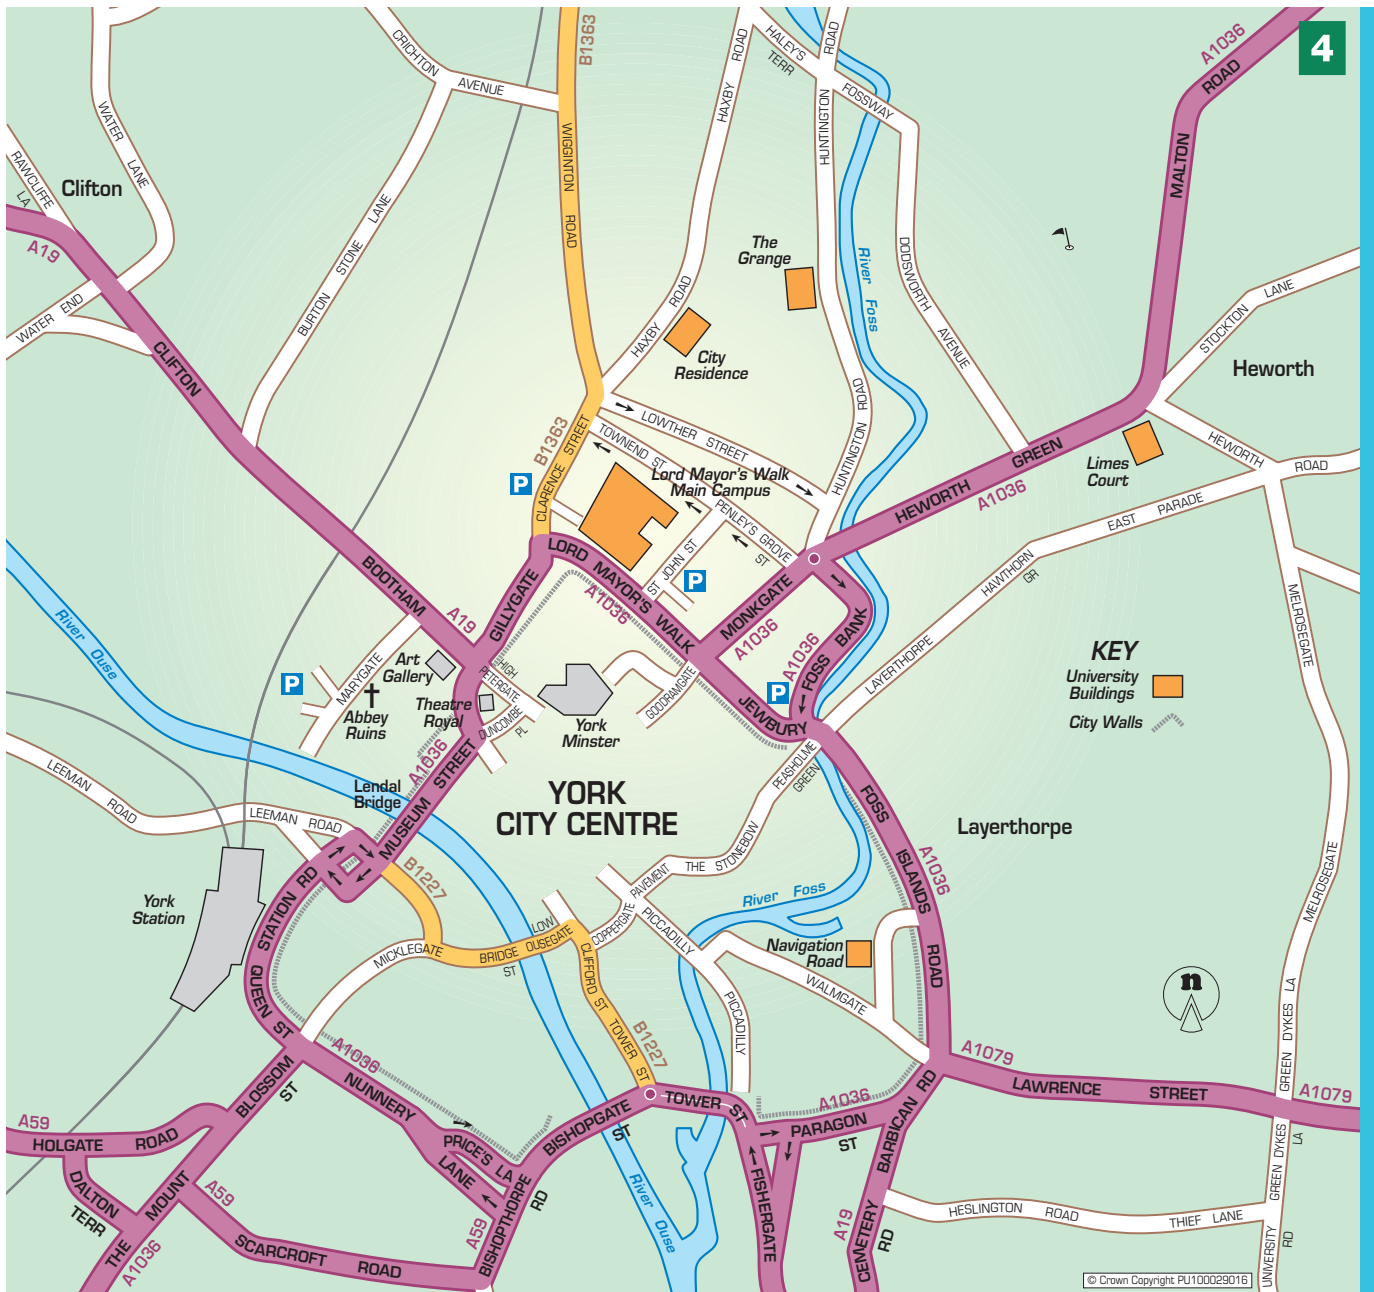 4
B1363
A1036
ROAD
HALEY'S
TERR
ROAD
HAXBY
ROAD
CRICHTON
AVENUE
FOSSWAY
HUNTINGTON
WATER
LANE
WIGGINTON
ROAD
MALTON
RAWCLIFFE
LA
Clifton
A19
BURTON
STONE
LANE
The
Grange
River Foss
DODSWORTH
AVENUE
WATER END
HAXBY
ROAD
STOCKTON
LANE
CLIFTON
City
Residence
Heworth
HUNTINGTON
ROAD
B1363
CLARENCE
STREET
LOWTHER STREET
TOWNEND ST
Lord Mayor's Walk
Main Campus
PENLEY'S GROVE
ST
P
HEWORTH
GREEN
A1036
Limes
Court
HEWORTH
ROAD
EAST PARADE
HAWTHORN
GR
MELROSEGATE
LORD
MAYOR'S
WALK
A1036
ST JOHN ST
P
MONKGATE
A1036
BOOTHAM
A19
GILLYGATE
FOSS
BANK
A1036
LAYERTHORPE
River
Ouse
P
MARYGATE
Art
Gallery
HIGH
PETERGATE
Theatre
Royal
DUNCOMBE
PL
Abbey
Ruins
York
Minster
GOODRAMGATE
P
JEWBURY
PEASHOLME
GREEN
KEY
University
Buildings
City Walls
LEEMAN
ROAD
LEEMAN ROAD
Lendal
Bridge
A1036
MUSEUM
STREET
YORK
CITY CENTRE
FOSS
ISLANDS
ROAD
A1036
Layerthorpe
MELROSEGATE
THE STONEBOW
PAVEMENT
COPPERGATE
PICCADILLY
River Foss
York
Station
STATION RD
B1227
MICKLEGATE
BRIDGE
ST
LOW
OUSEGATE
CLIFFORD ST
TOWER ST
B1227
PICCADILLY
Navigation
Road
WALMGATE
n
GREEN DYKES LA
QUEEN ST
A1036
BLOSSOM
ST
NUNNERY
PRICE'S LA
LANE
A59
HOLGATE
ROAD
DALTON
TERR
THE
MOUNT
A1036
A59
SCARCROFT
ROAD
A59
BISHOPTHORPE
RD
BISHOPGATE
ST
River
Ouse
TOWER ST
A1036
PARAGON
ST
FISHERGATE
BARBICAN RD
A19
CEMETERY
RD
A1079
LAWRENCE
STREET
A1079
GREEN DYKES
LA
HESLINGTON
ROAD
THIEF LANE
UNIVERSITY
RD
© Crown Copyright PU100029016